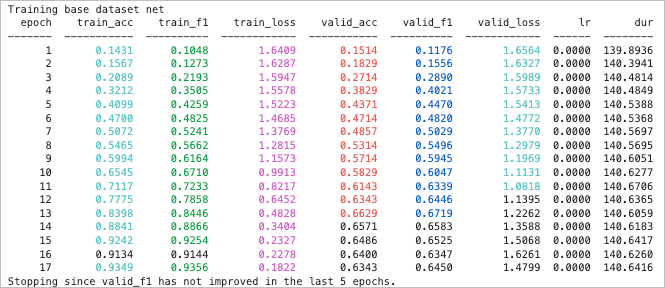 Training base dataset net
epoch train_acc train_f1 train_loss valid_acc valid_f1 valid_loss lr dur
------- ----------- ---------- ------------ ----------- ---------- ------------ ------ --------
1 0.1431 0.1048 1.6409 0.1514 0.1176 1.6564 0.0000 139.8936
2 0.1567 0.1273 1.6287 0.1829 0.1556 1.6327 0.0000 140.3941
3 0.2089 0.2193 1.5947 0.2714 0.2890 1.5989 0.0000 140.4814
4 0.3212 0.3505 1.5578 0.3829 0.4021 1.5733 0.0000 140.4849
5 0.4099 0.4259 1.5223 0.4371 0.4470 1.5413 0.0000 140.5388
6 0.4700 0.4825 1.4685 0.4714 0.4820 1.4772 0.0000 140.5368
7 0.5072 0.5241 1.3769 0.4857 0.5029 1.3770 0.0000 140.5697
8 0.5465 0.5662 1.2815 0.5314 0.5496 1.2979 0.0000 140.5695
9 0.5994 0.6164 1.1573 0.5714 0.5945 1.1969 0.0000 140.6051
10 0.6545 0.6710 0.9913 0.5829 0.6047 1.1131 0.0000 140.6277
11 0.7117 0.7233 0.8217 0.6143 0.6339 1.0818 0.0000 140.6706
12 0.7775 0.7858 0.6452 0.6343 0.6446 1.1395 0.0000 140.6365
13 0.8398 0.8446 0.4828 0.6629 0.6719 1.2262 0.0000 140.6059
14 0.8841 0.8866 0.3404 0.6571 0.6583 1.3588 0.0000 140.6183
15 0.9242 0.9254 0.2327 0.6486 0.6525 1.5068 0.0000 140.6417
16 0.9134 0.9144 0.2278 0.6400 0.6347 1.6261 0.0000 140.6260
17 0.9349 0.9356 0.1822 0.6343 0.6450 1.4799 0.0000 140.6416
Stopping since valid_f1 has not improved in the last 5 epochs.